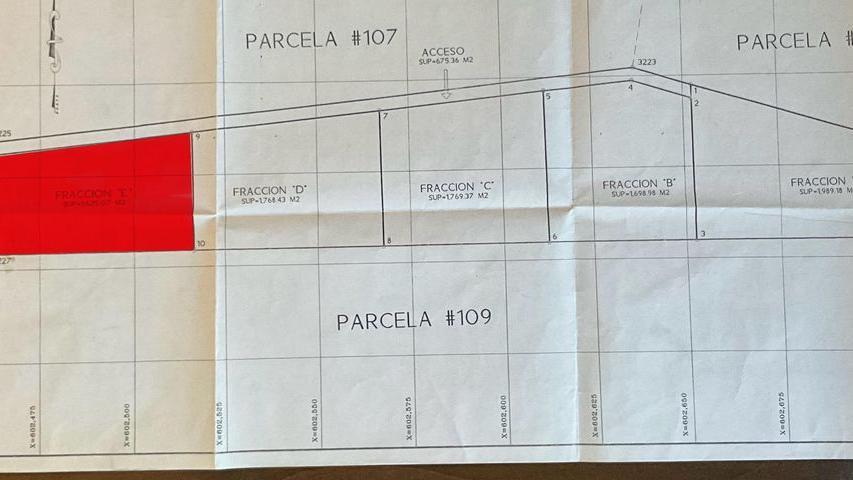 PARCELA #107
PARCELA #
ACCESO
SUP=675.36 M2
3223
4
1
2
5
7
9
225
FRACCION "E"
FRACCION "D"
SUP=1,768.43 M2
FRACCION "C"
SUP=1,769.37 M2
FRACCION "B"
SUP=1,698.98 M2
FRACCION
SUP=1,989.18 M
10
8
6
3
227
PARCELA #109
X=602,475
X=602,500
X=602,525
X=602,550
X=602,575
X=602,600
X=602,625
X=602,650
X=602,675